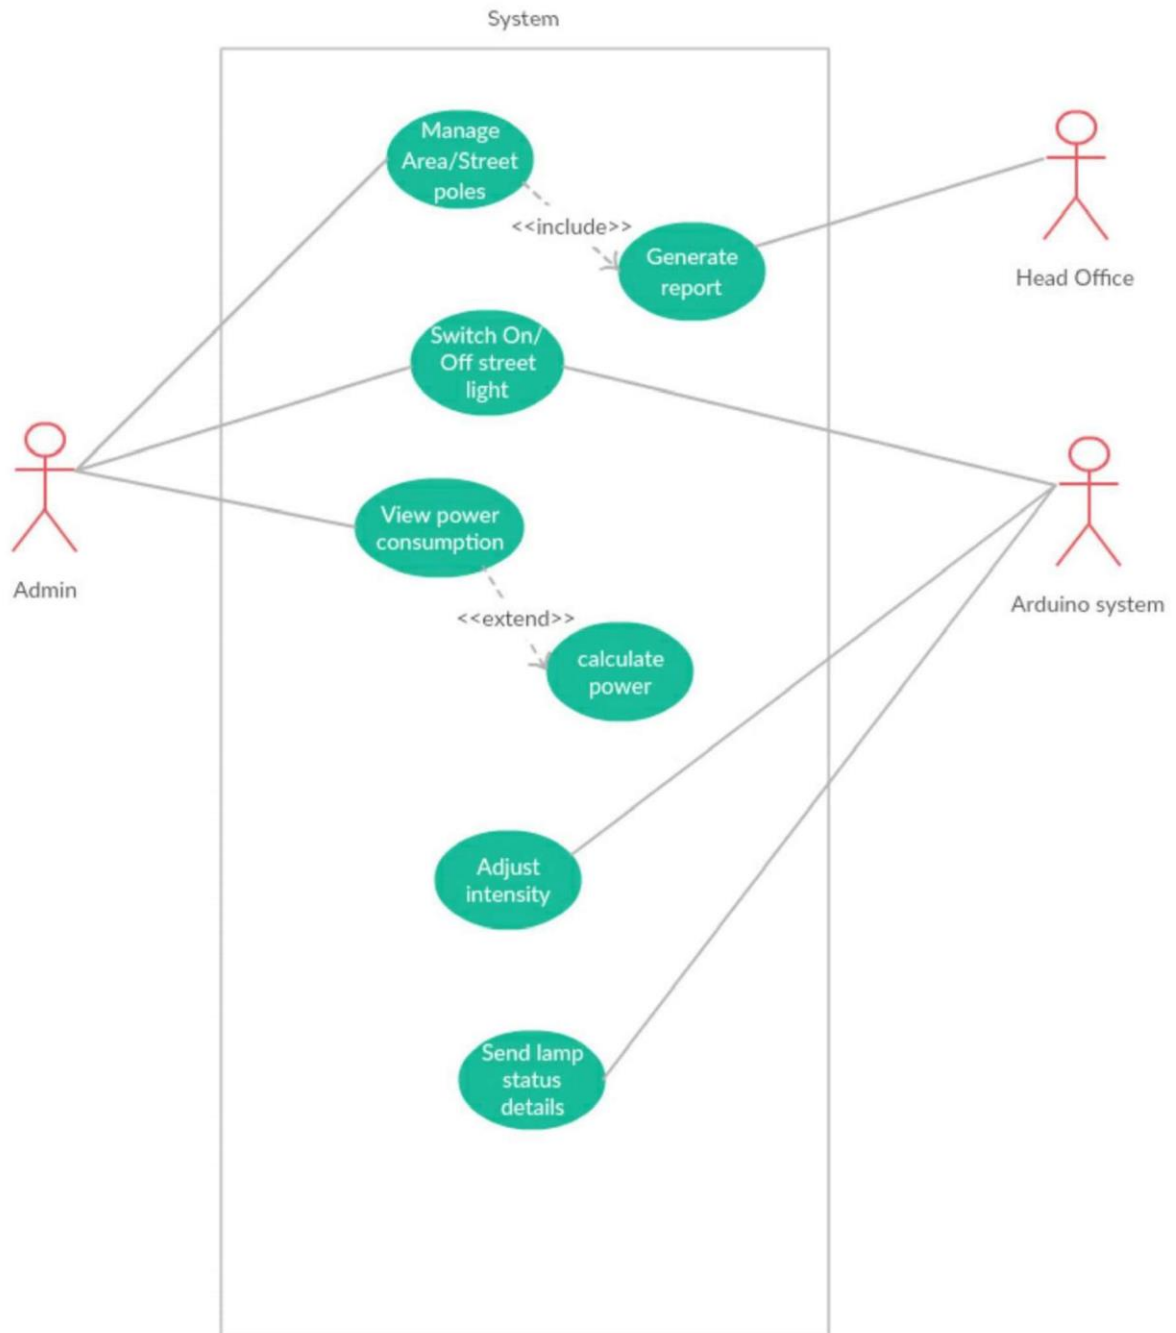 System
Manage
Area/Street
poles
<<include>>
Generate
report
Head Office
Switch On/
Off street
light
Admin
View power
consumption
Arduino system
<<extend>>
calculate
power
Adjust
intensity
Send lamp
status
details